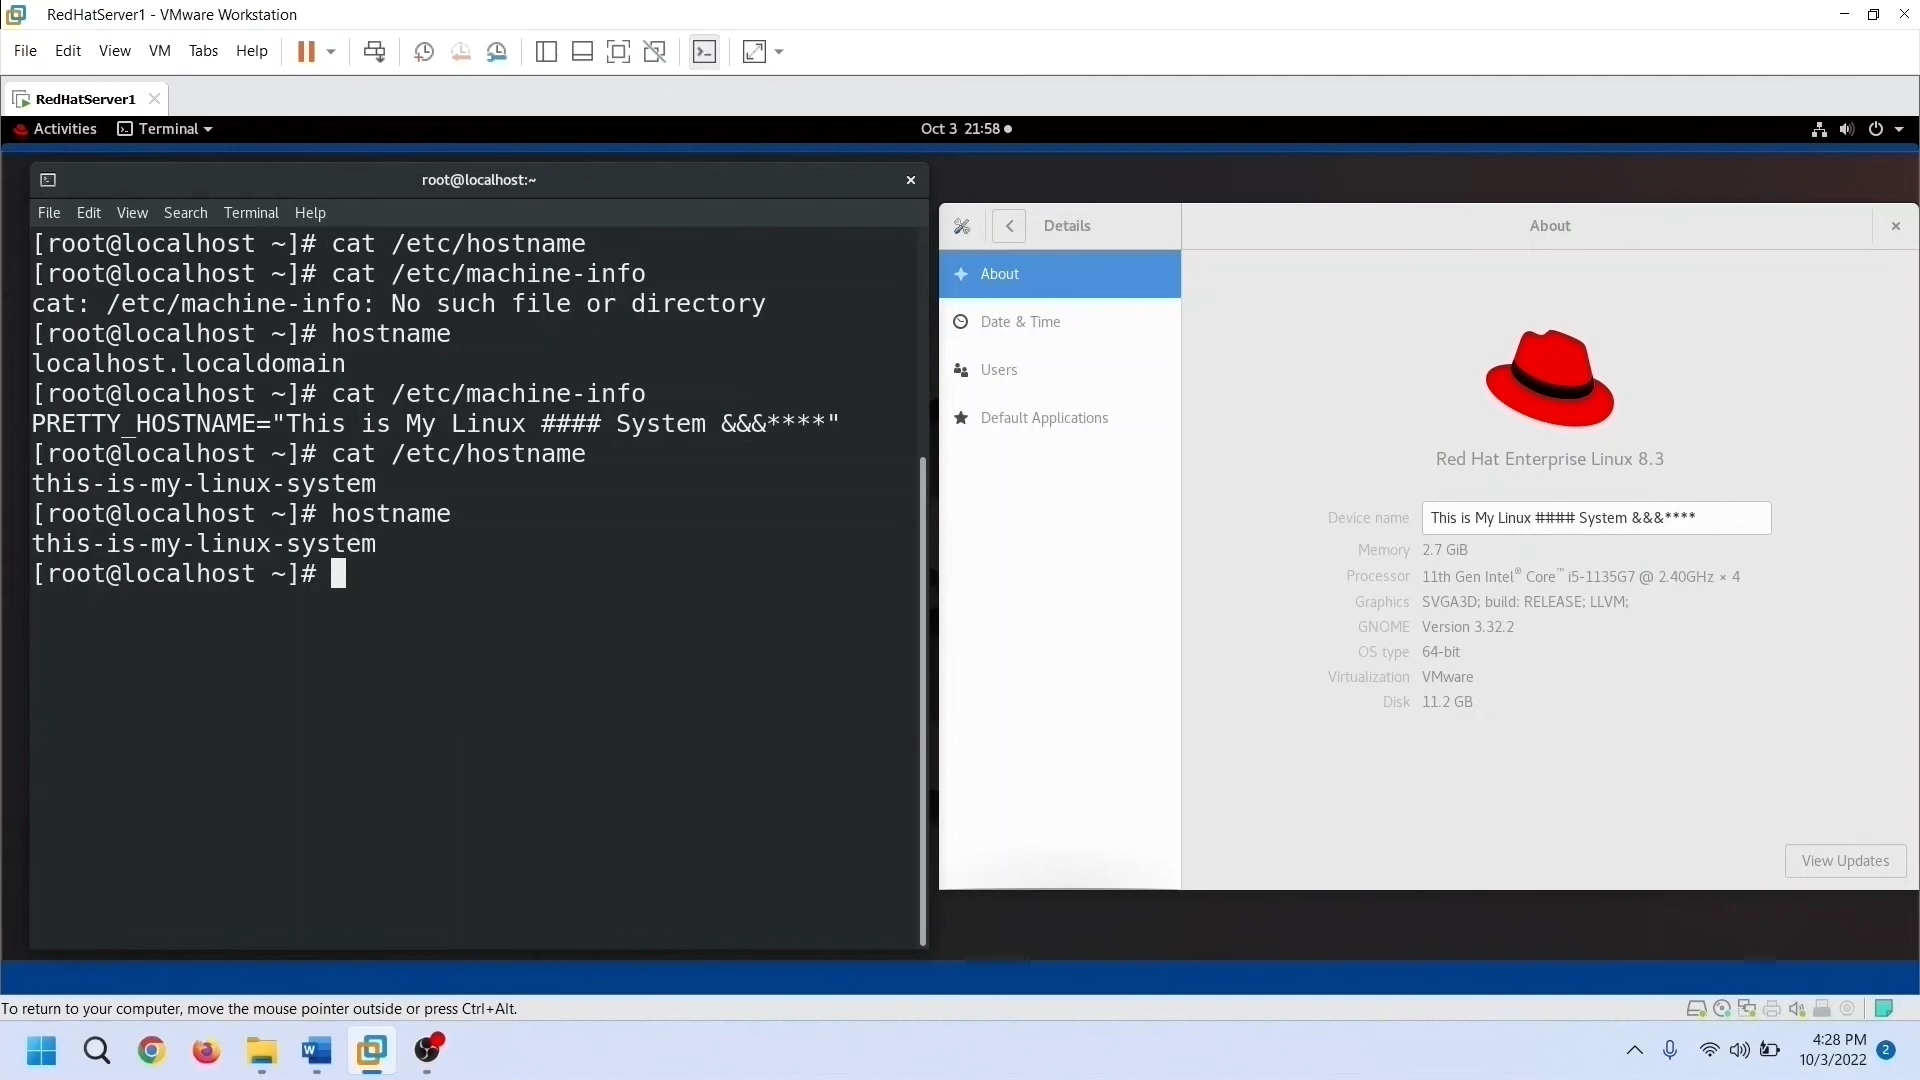 RedHatServer1 - VMware Workstation
File Edit View VM Tabs Help
RedHatServer1
Activities Terminal Oct 3 21:58
root@localhost:~
File Edit View Search Terminal Help
[root@localhost ~]# cat /etc/hostname
[root@localhost ~]# cat /etc/machine-info
cat: /etc/machine-info: No such file or directory
[root@localhost ~]# hostname
localhost.localdomain
[root@localhost ~]# cat /etc/machine-info
PRETTY_HOSTNAME="This is My Linux #### System &&&****"
[root@localhost ~]# cat /etc/hostname
this-is-my-linux-system
[root@localhost ~]# hostname
this-is-my-linux-system
[root@localhost ~]#
Details
About
About
Date & Time
Users
Default Applications
Red Hat Enterprise Linux 8.3
Device name This is My Linux #### System &&&****
Memory 2.7 GiB
Processor 11th Gen Intel® Core™ i5-1135G7 @ 2.40GHz × 4
Graphics SVGA3D; build: RELEASE; LLVM;
GNOME Version 3.32.2
OS type 64-bit
Virtualization VMware
Disk 11.2 GB
View Updates
To return to your computer, move the mouse pointer outside or press Ctrl+Alt.
4:28 PM
10/3/2022
2